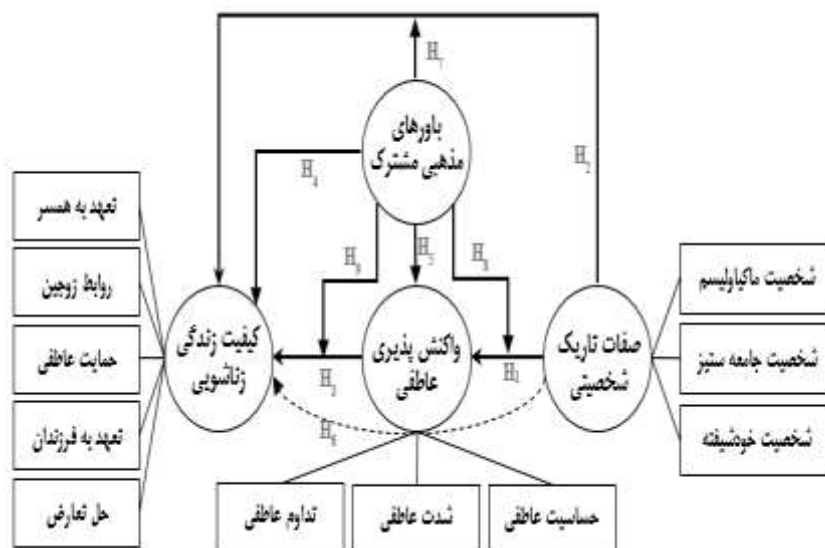 H7
باورهای
مذهبی مشترک
H2
H4
H9
H5
H8
شخصیت ماکیاولیسم
شخصیت جامعه ستیز
شخصیت خودشیفته
صفات تاریک
شخصیتی
H1
واکنش پذیری
عاطفی
H3
H6
کیفیت زندگی
زناشویی
تعهد به همسر
روابط زوجین
حمایت عاطفی
تعهد به فرزندان
حل تعارض
حساسیت عاطفی
شدت عاطفی
تداوم عاطفی